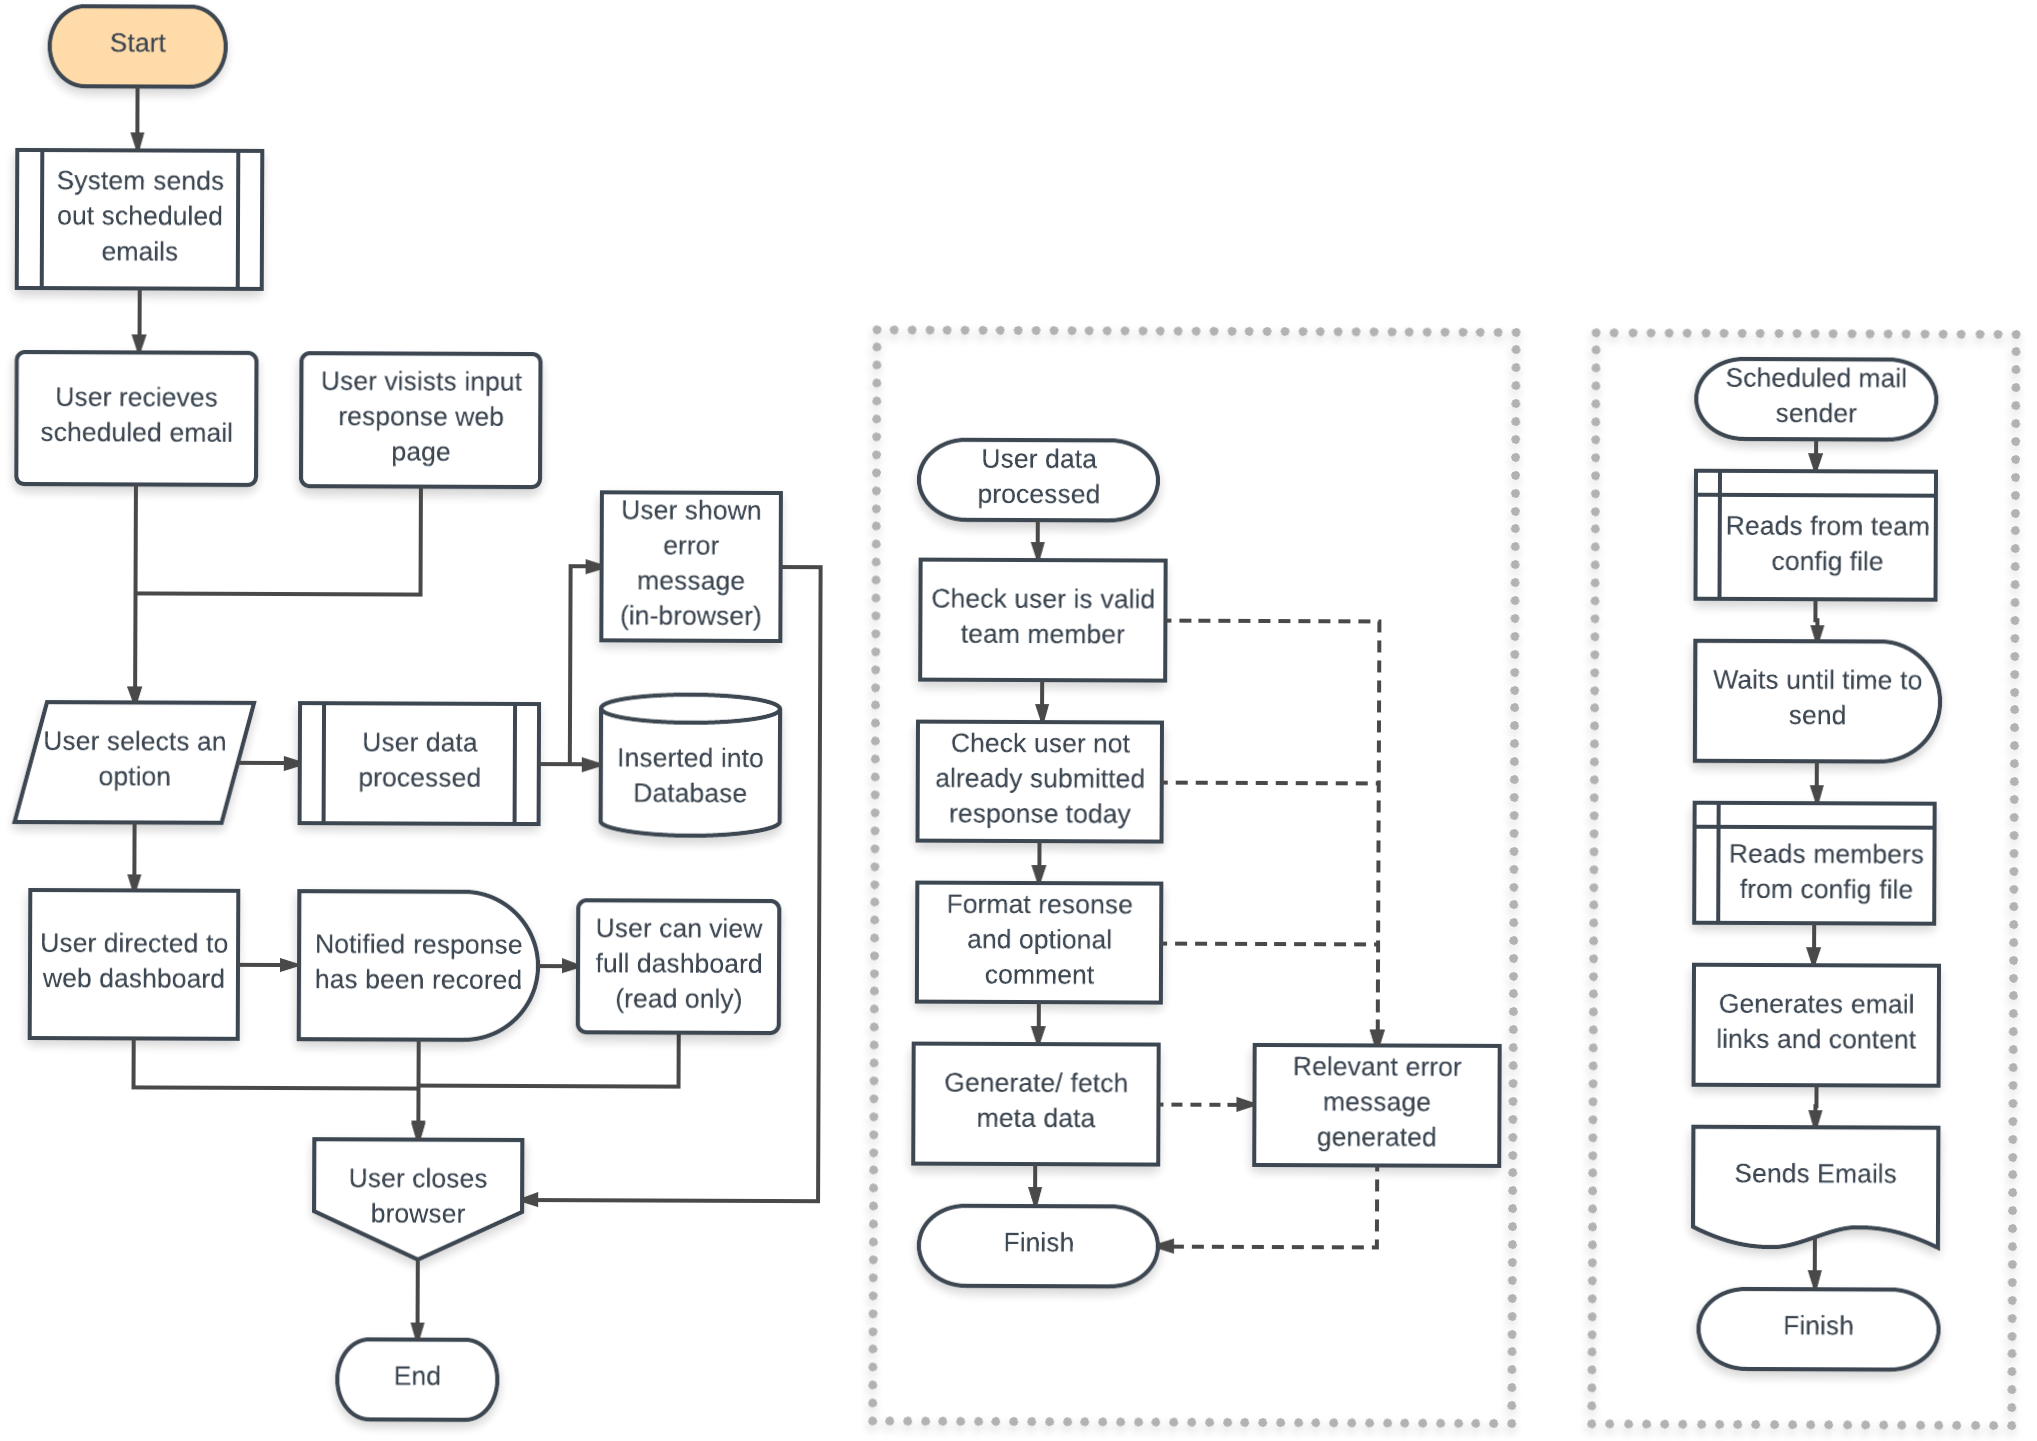 Start
System sends
out scheduled
emails
User recieves
scheduled email
User visists input
response web
page
User shown
error
message
(in-browser)
User selects an
option
User data
processed
Inserted into
Database
User directed to
web dashboard
Notified response
has been recored
User can view
full dashboard
(read only)
User closes
browser
End
User data
processed
Check user is valid
team member
Check user not
already submitted
response today
Format resonse
and optional
comment
Generate/ fetch
meta data
Relevant error
message
generated
Finish
Scheduled mail
sender
Reads from team
config file
Waits until time to
send
Reads members
from config file
Generates email
links and content
Sends Emails
Finish